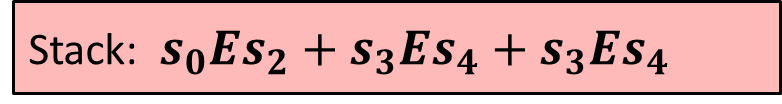 Stack: s₀Es₂ + s₃Es₄ + s₃Es₄